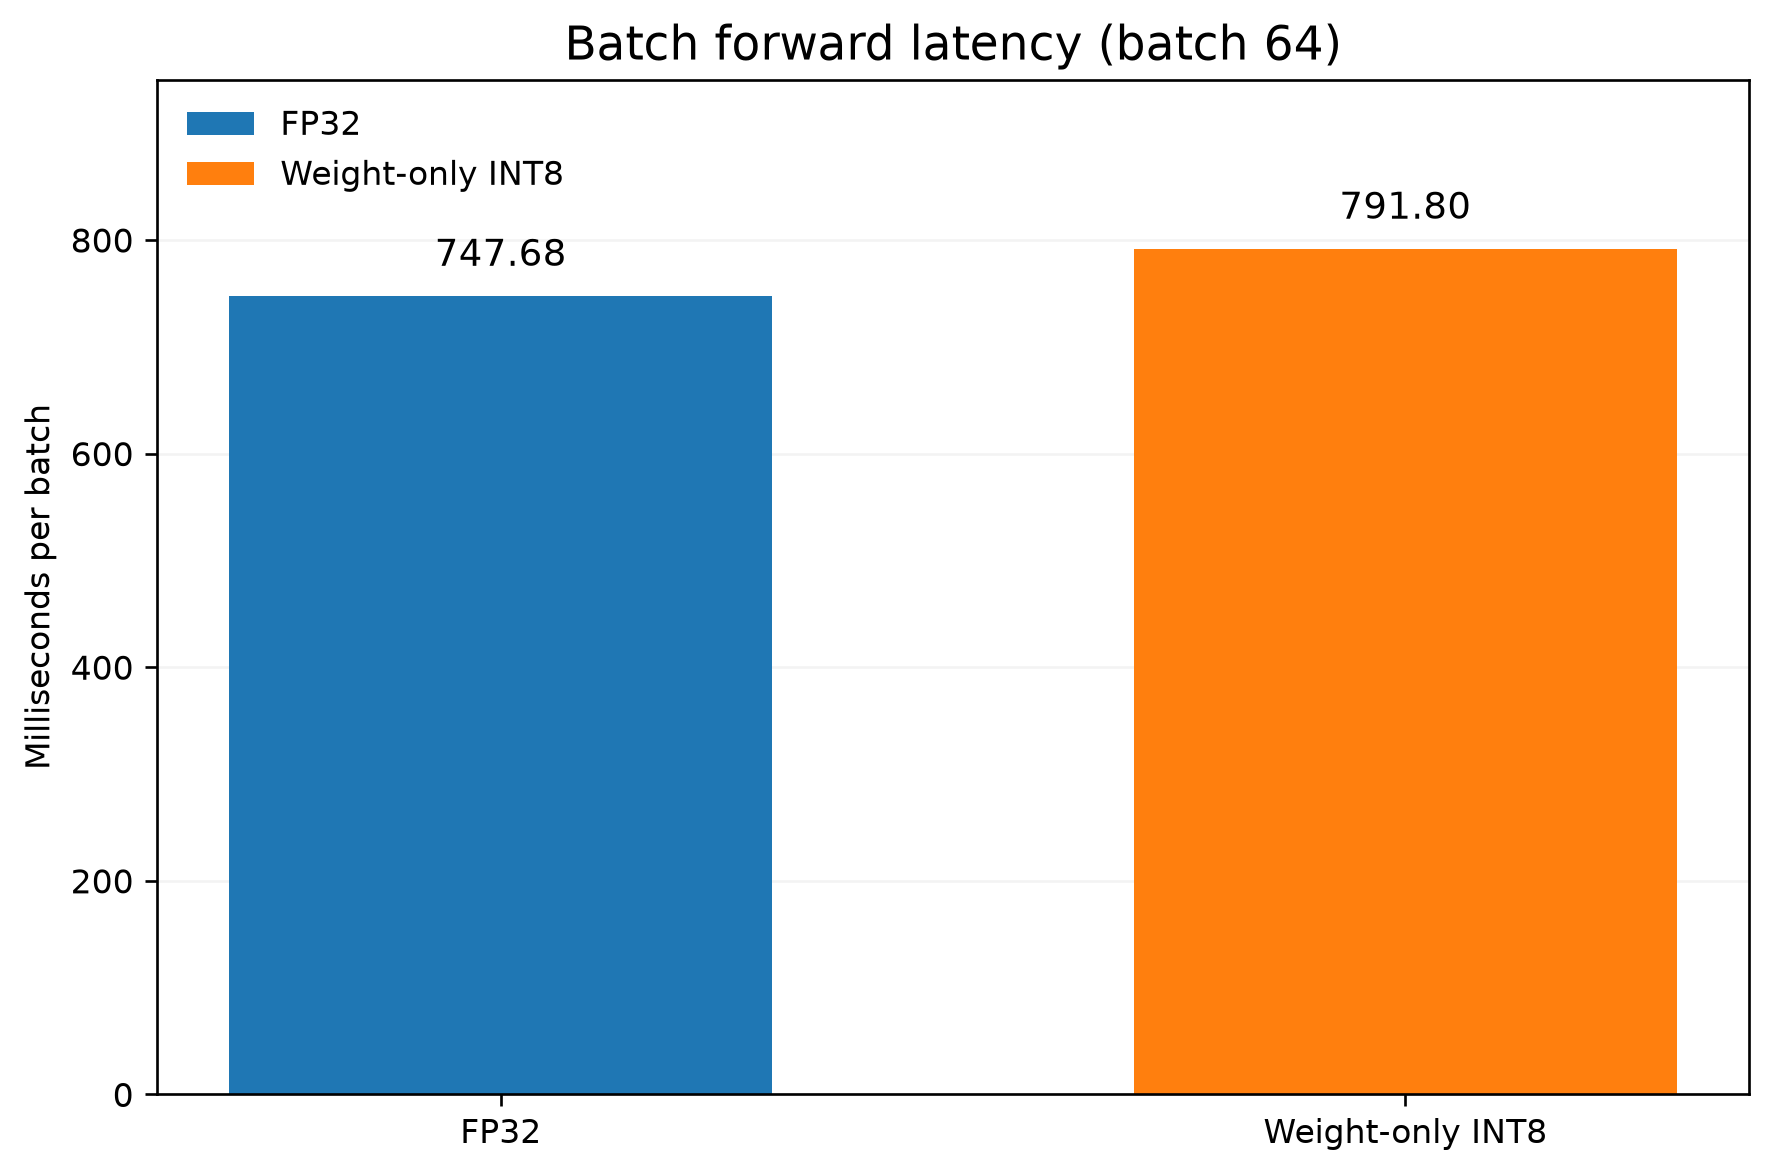 Batch forward latency (batch 64)
FP32
Weight-only INT8
747.68
791.80
Milliseconds per batch
800
600
400
200
0
FP32
Weight-only INT8